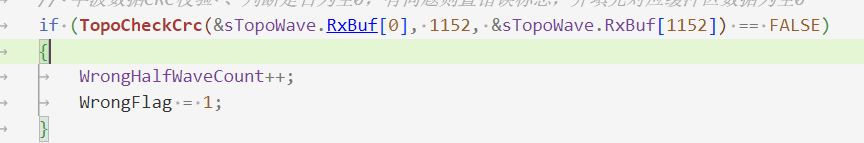 if (TopoCheckCrc(&sTopoWave.RxBuf[0], 1152, &sTopoWave.RxBuf[1152]) == FALSE)
{
WrongHalfWaveCount++;
WrongFlag = 1;
}